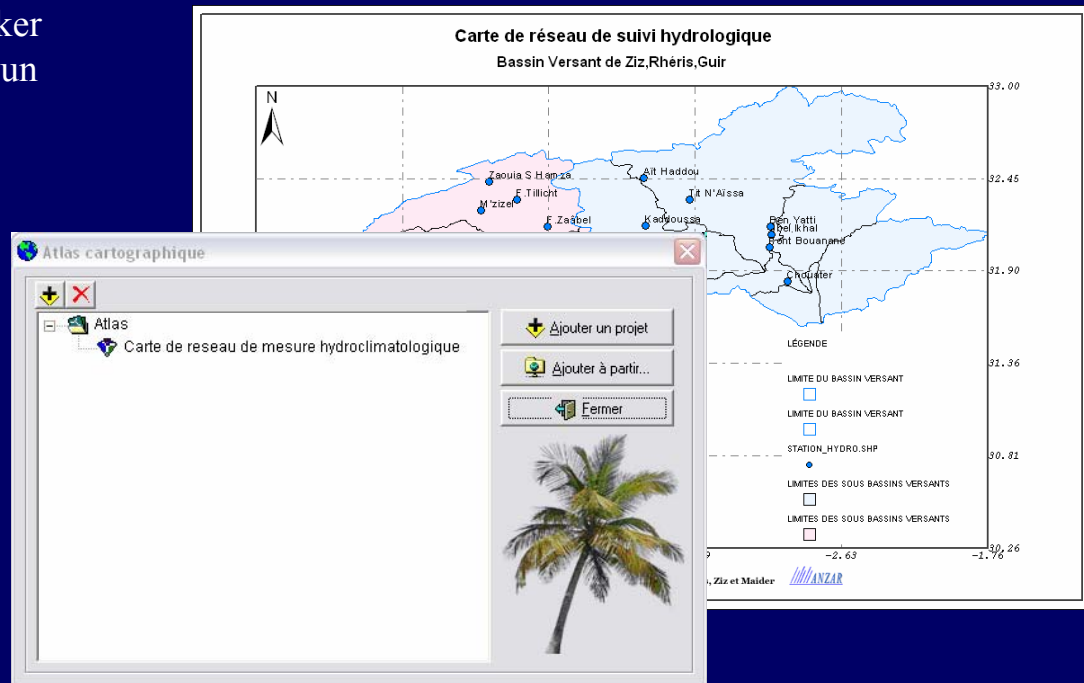 ker
un
Carte de réseau de suivi hydrologique
Bassin Versant de Ziz,Rhéris,Guir
N
33.00
Zaouia S.Hamza
Aït Haddou
32.45
F.Tillicht
Tit N'Aïssa
M'zizel
F.Zaâbel
Kaddoussa
Ben Yatti
Pont Bouanane
31.90
Chouater
LÉGENDE
31.36
LIMITE DU BASSIN VERSANT
LIMITE DU BASSIN VERSANT
STATION_HYDRO.SHP
30.81
LIMITES DES SOUS BASSINS VERSANTS
LIMITES DES SOUS BASSINS VERSANTS
30.26
-2.63
-1.76
, Ziz et Maider
ANZAR
Atlas cartographique
Atlas
Carte de reseau de mesure hydroclimatologique
Ajouter un projet
Ajouter à partir...
Fermer